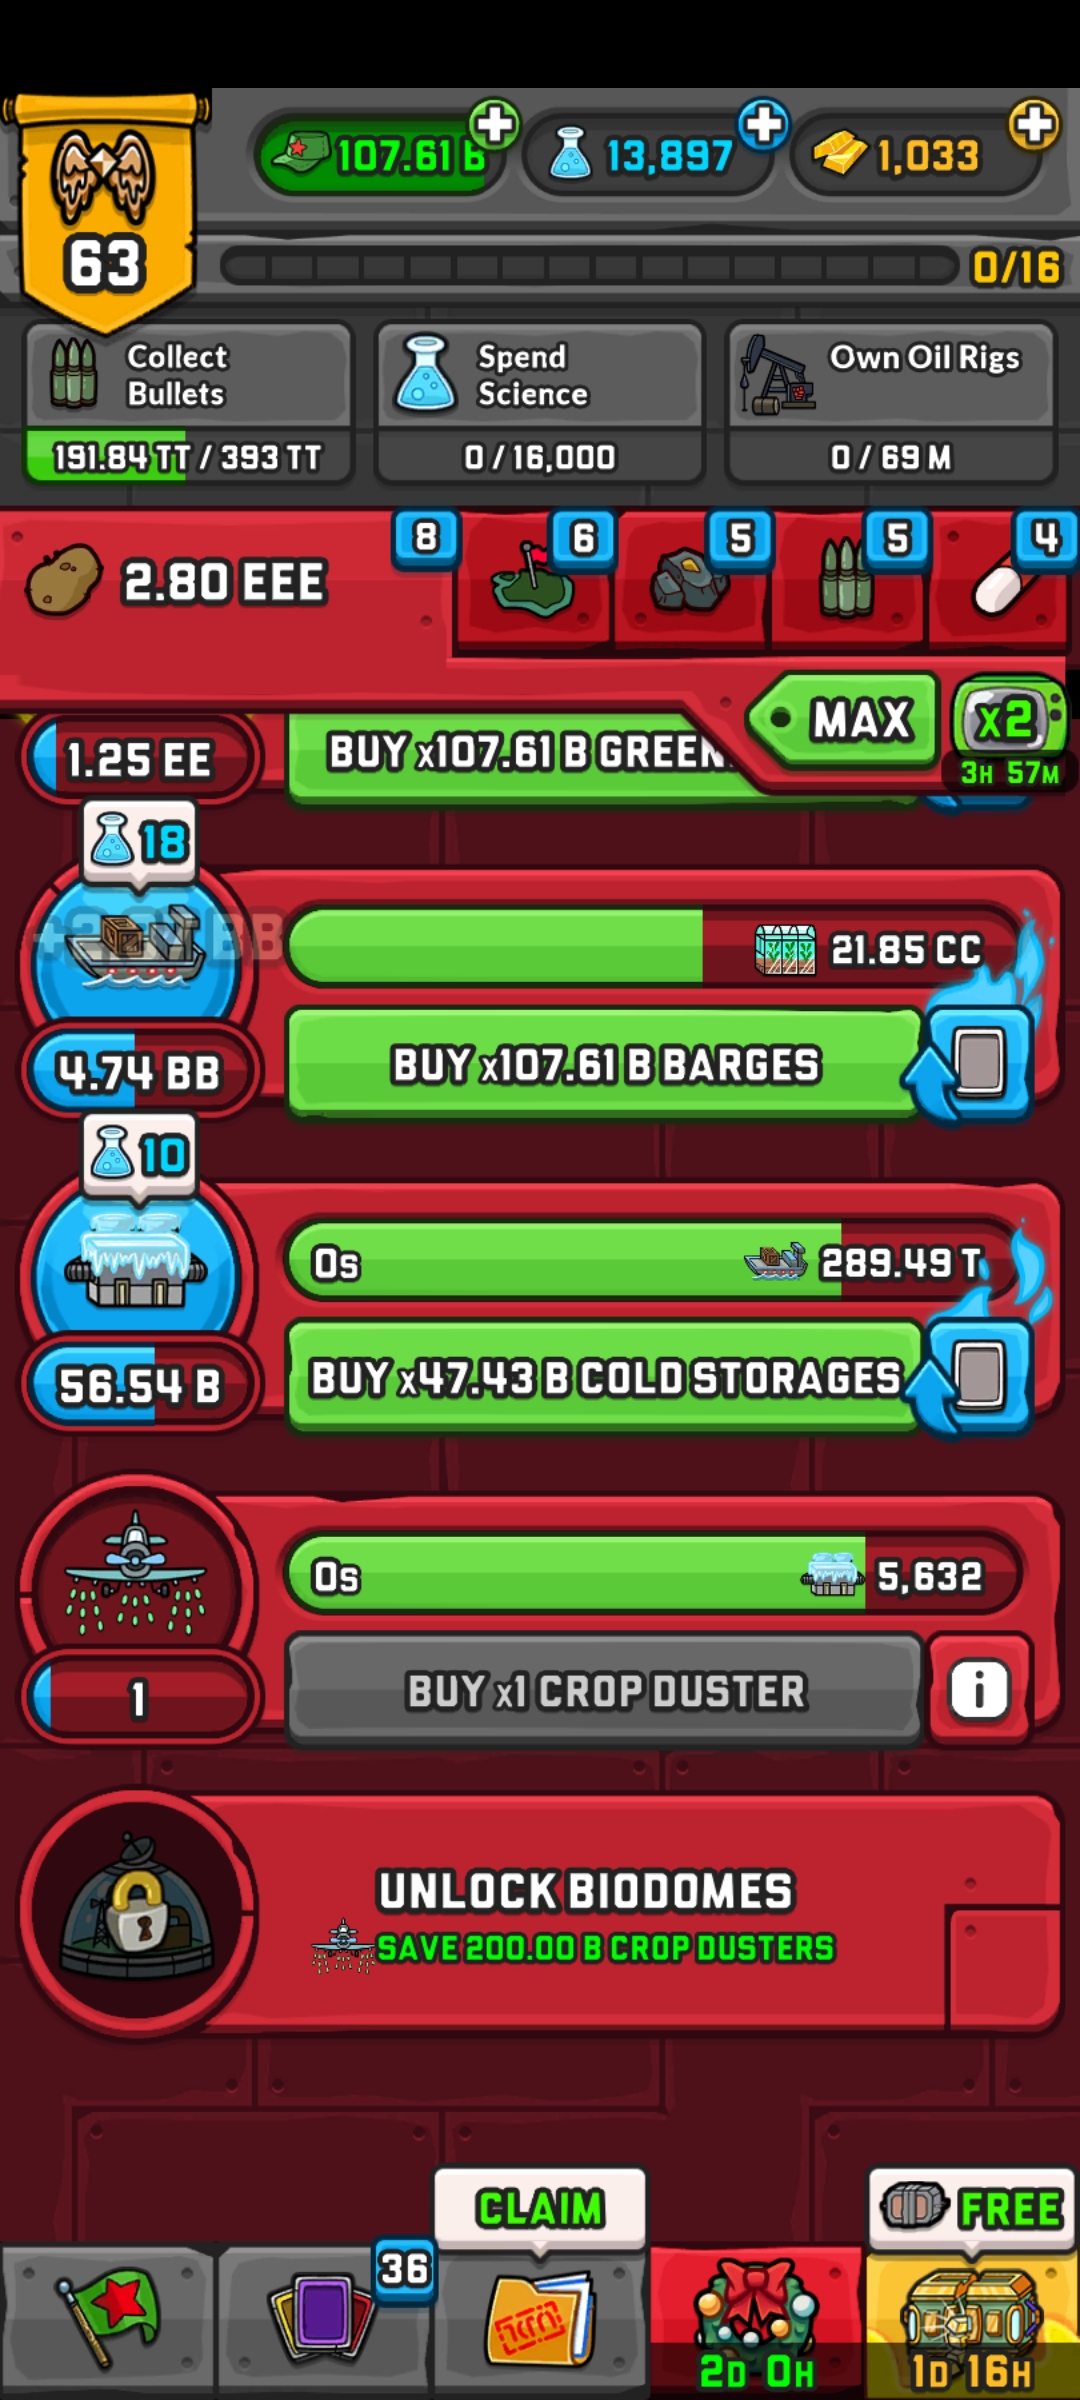 107.61 B
13,897
1,033
63
0/16
Collect
Bullets
Spend
Science
Own Oil Rigs
191.84 TT / 393 TT
0 / 16,000
0 / 69 M
2.80 EEE
8
6
5
5
4
MAX
x2
3H 57M
1.25 EE
BUY x107.61 B GREEN
18
21.85 CC
4.74 BB
BUY x107.61 B BARGES
10
0s
289.49 T
56.54 B
BUY x47.43 B COLD STORAGES
0s
5,632
1
BUY x1 CROP DUSTER
i
UNLOCK BIODOMES
SAVE 200.00 B CROP DUSTERS
CLAIM
FREE
36
2D 0H
1D 16H